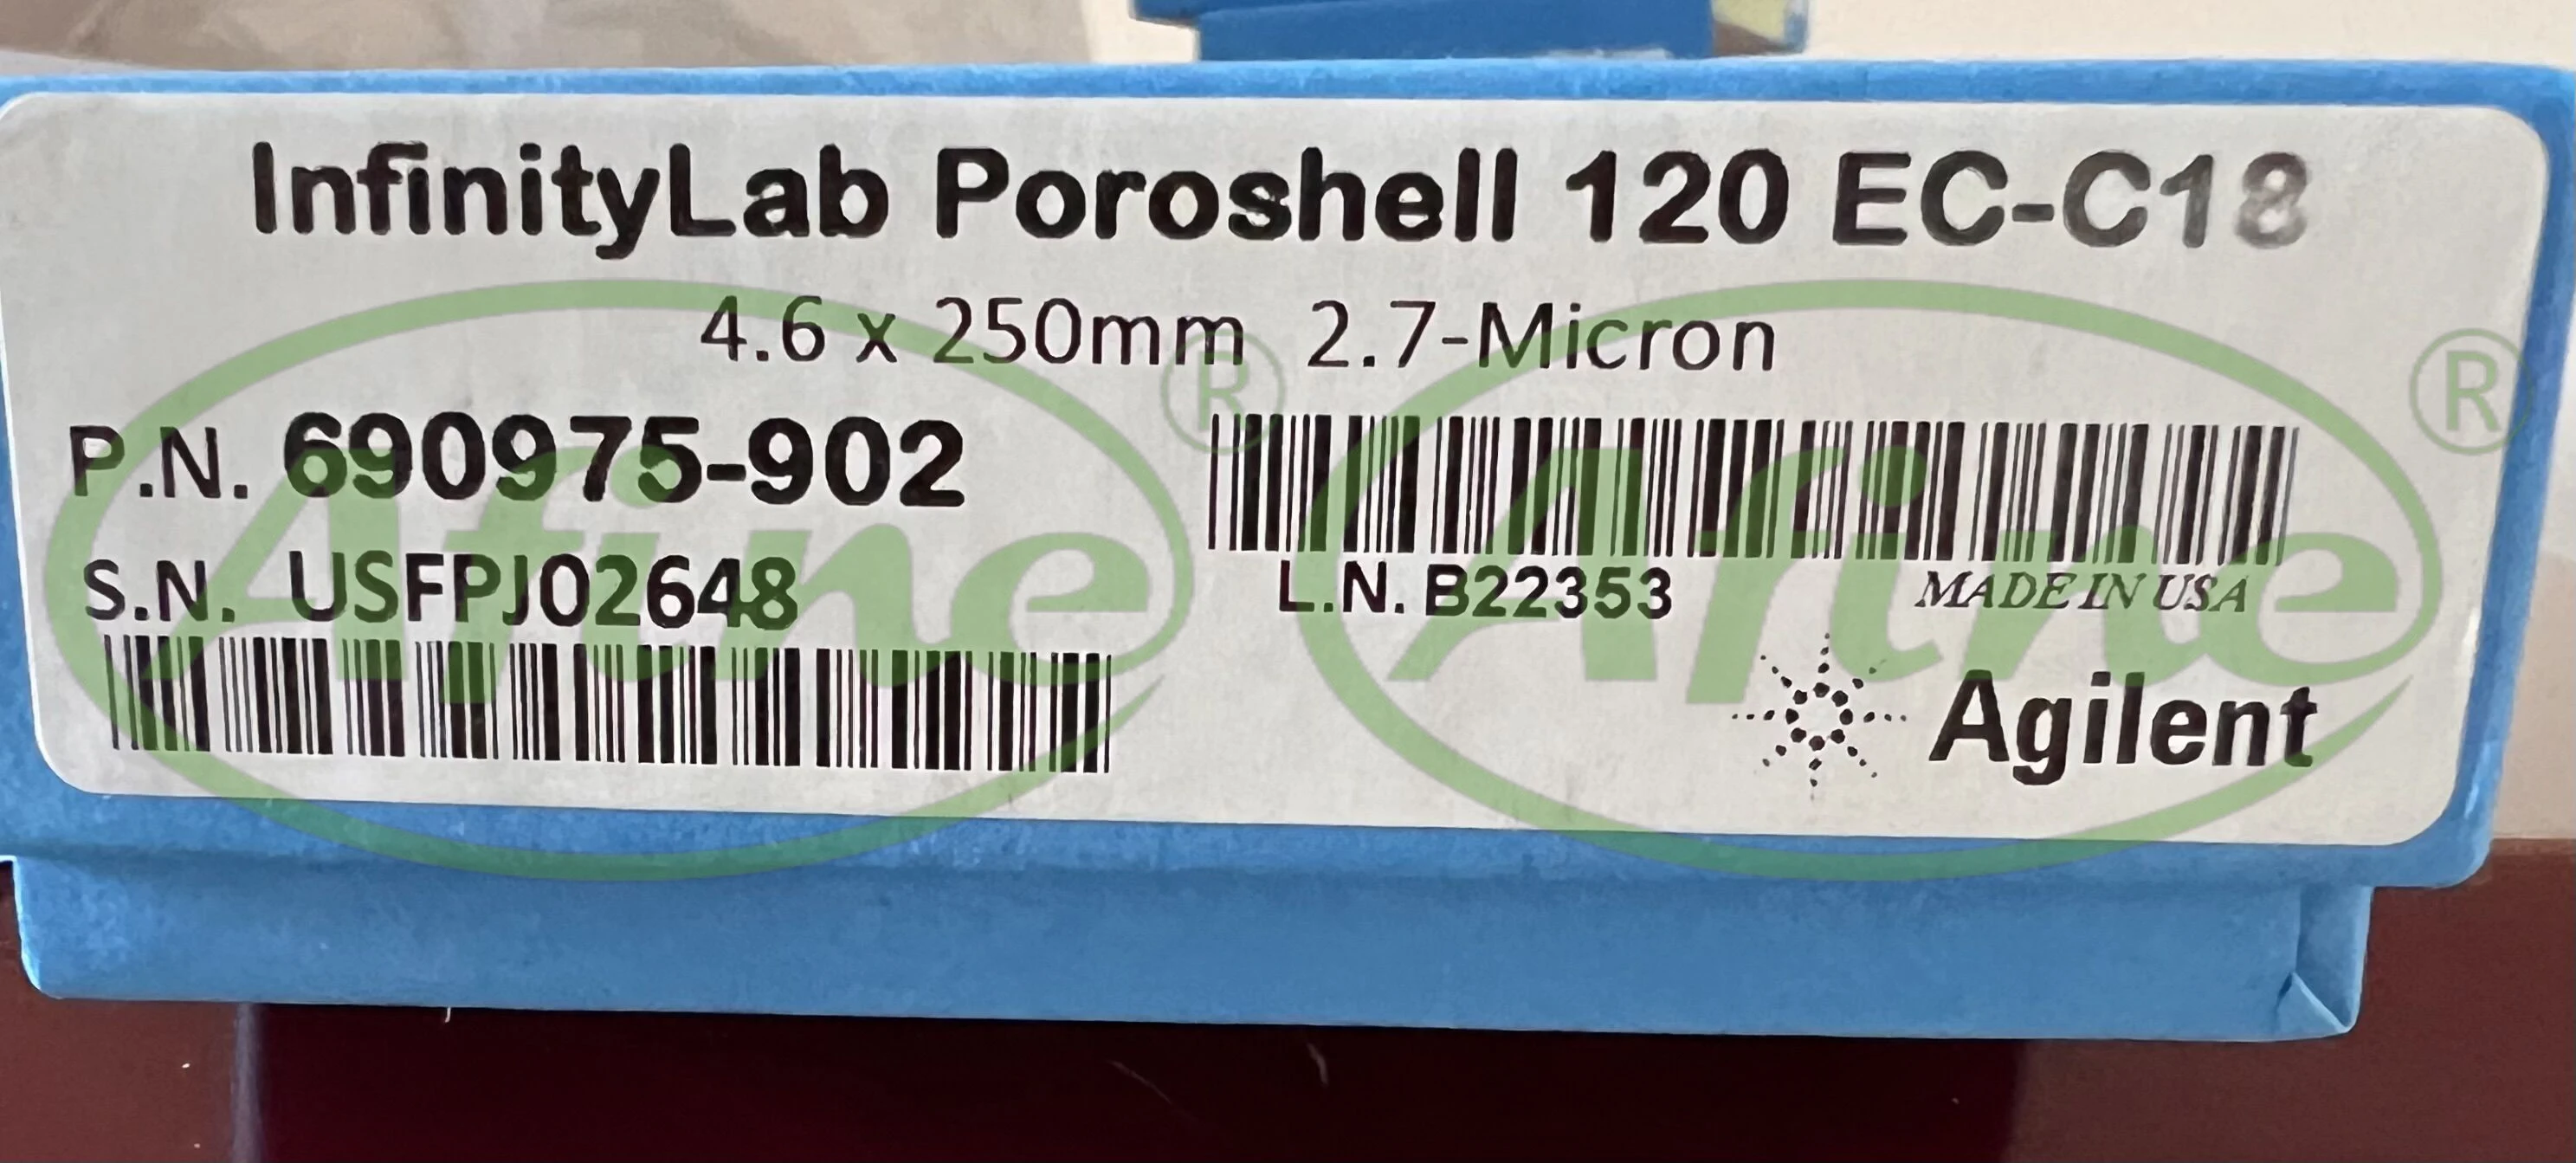 InfinityLab Poroshell 120 EC-C18
4.6 x 250mm 2.7-Micron
P.N. 690975-902
S.N. USFPJ02648
L.N. B22353 MADE IN USA
Agilent
Afine ®
Afine ®